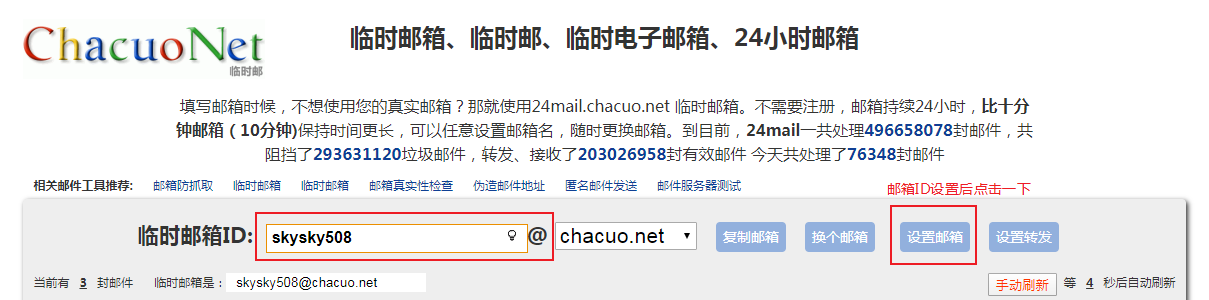 ChacuoNet
临时邮
临时邮箱、临时邮、临时电子邮箱、24小时邮箱
填写邮箱时候，不想使用您的真实邮箱？那就使用24mail.chacuo.net 临时邮箱。不需要注册，邮箱持续24小时，比十分
钟邮箱 ( 10分钟)保持时间更长，可以任意设置邮箱名，随时更换邮箱。到目前，24mail一共处理496658078封邮件，共
阻挡了293631120垃圾邮件，转发、接收了203026958封有效邮件 今天共处理了76348封邮件
相关邮件工具推荐: 邮箱防抓取 临时邮箱 临时邮箱 邮箱真实性检查 伪造邮件地址 匿名邮件发送 邮件服务器测试
邮箱ID设置后点击一下
临时邮箱ID: skysky508 @ chacuo.net 复制邮箱 换个邮箱 设置邮箱 设置转发
当前有 3 封邮件 临时邮箱是： skysky508@chacuo.net 手动刷新 等 4 秒后自动刷新